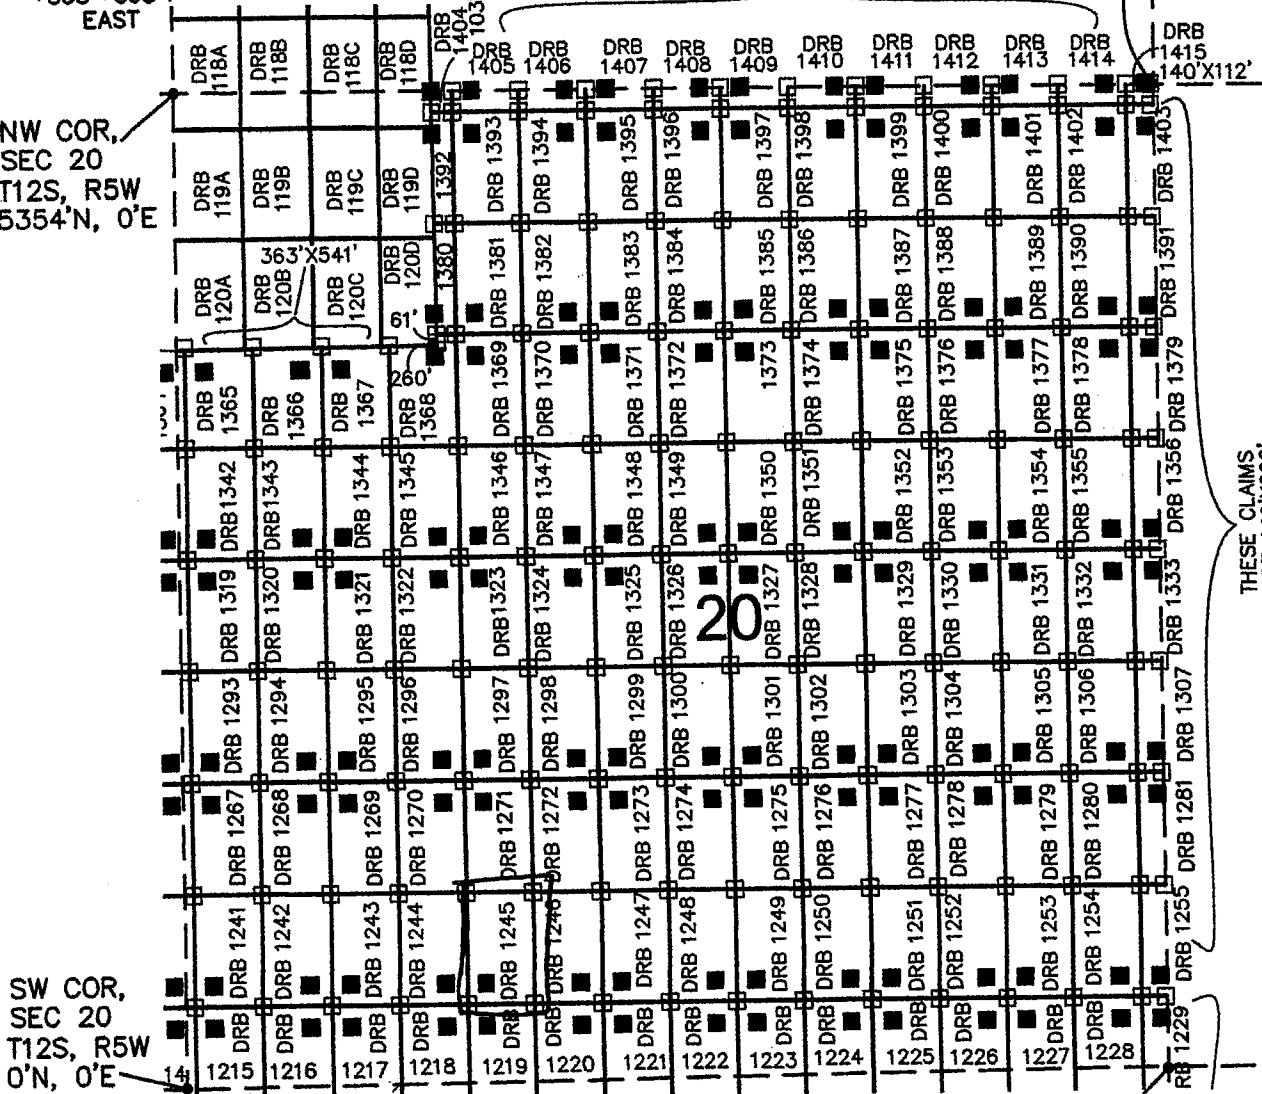 EAST
DRB 118A
DRB 118B
DRB 118C
DRB 118D
DRB 1404
103
DRB 1405
DRB 1406
DRB 1407
DRB 1408
DRB 1409
DRB 1410
DRB 1411
DRB 1412
DRB 1413
DRB 1414
DRB 1415
140'X112'
NW COR,
SEC 20
T12S, R5W
5354'N, 0'E
DRB 119A
DRB 119B
DRB 119C
DRB 119D
1392
DRB 1393
DRB 1394
DRB 1395
DRB 1396
DRB 1397
DRB 1398
DRB 1399
DRB 1400
DRB 1401
DRB 1402
DRB 1403
363'X541'
DRB 120A
DRB 120B
DRB 120C
DRB 120D
1380
DRB 1381
DRB 1382
DRB 1383
DRB 1384
DRB 1385
DRB 1386
DRB 1387
DRB 1388
DRB 1389
DRB 1390
DRB 1391
61'
260'
DRB 1365
DRB 1366
DRB 1367
DRB 1368
DRB 1369
DRB 1370
DRB 1371
DRB 1372
1373
DRB 1374
DRB 1375
DRB 1376
DRB 1377
DRB 1378
DRB 1379
DRB 1342
DRB 1343
DRB 1344
DRB 1345
DRB 1346
DRB 1347
DRB 1348
DRB 1349
DRB 1350
DRB 1351
DRB 1352
DRB 1353
DRB 1354
DRB 1355
DRB 1356
THESE CLAIMS
DRB 1319
DRB 1320
DRB 1321
DRB 1322
DRB 1323
DRB 1324
DRB 1325
DRB 1326
DRB 1327
DRB 1328
DRB 1329
DRB 1330
DRB 1331
DRB 1332
DRB 1333
20
DRB 1293
DRB 1294
DRB 1295
DRB 1296
DRB 1297
DRB 1298
DRB 1299
DRB 1300
DRB 1301
DRB 1302
DRB 1303
DRB 1304
DRB 1305
DRB 1306
DRB 1307
DRB 1267
DRB 1268
DRB 1269
DRB 1270
DRB 1271
DRB 1272
DRB 1273
DRB 1274
DRB 1275
DRB 1276
DRB 1277
DRB 1278
DRB 1279
DRB 1280
DRB 1281
DRB 1241
DRB 1242
DRB 1243
DRB 1244
DRB 1245
DRB 1246
DRB 1247
DRB 1248
DRB 1249
DRB 1250
DRB 1251
DRB 1252
DRB 1253
DRB 1254
DRB 1255
SW COR,
SEC 20
T12S, R5W
0'N, 0'E
14
DRB 1215
DRB 1216
DRB 1217
DRB 1218
DRB 1219
DRB 1220
DRB 1221
DRB 1222
DRB 1223
DRB 1224
DRB 1225
DRB 1226
DRB 1227
DRB 1228
RB 1229